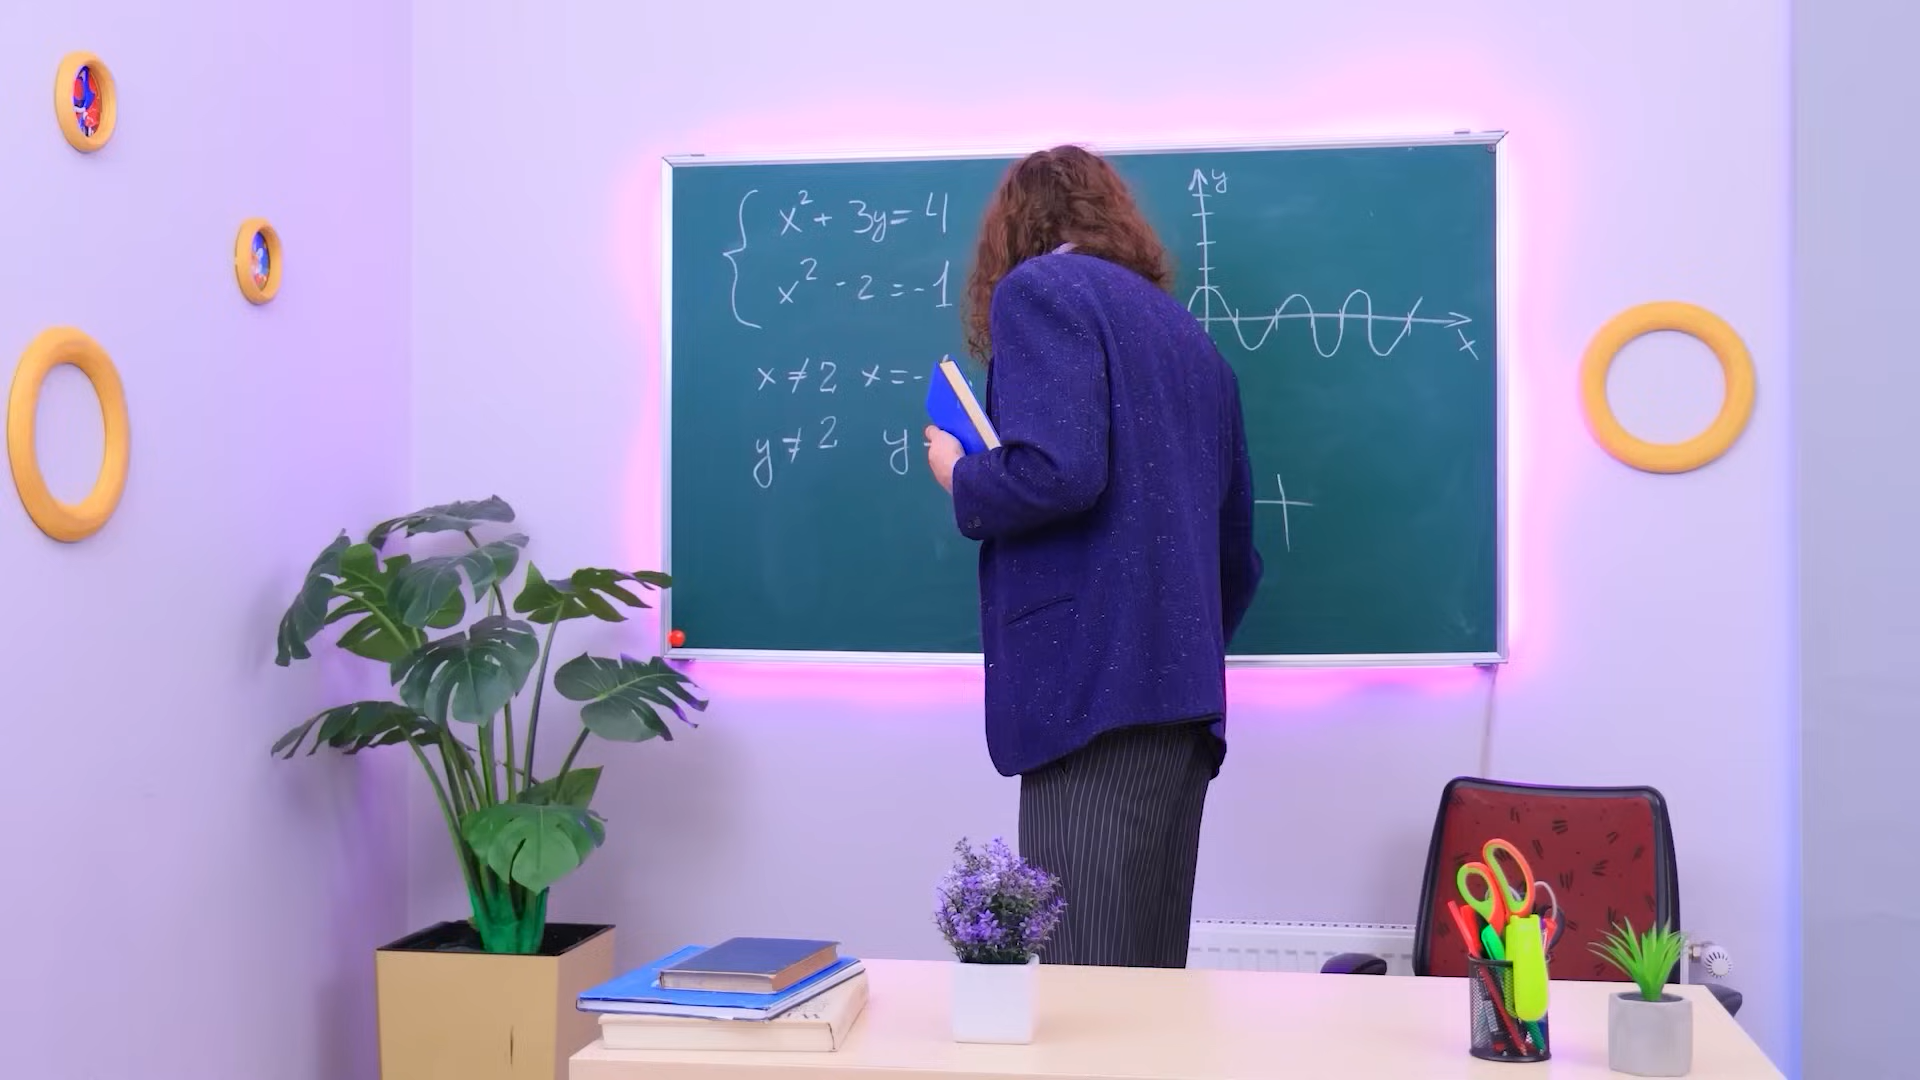 x² + 3y = 4
x² - 2 = -1
x ≠ 2 x = -
y ≠ 2 y
y
x